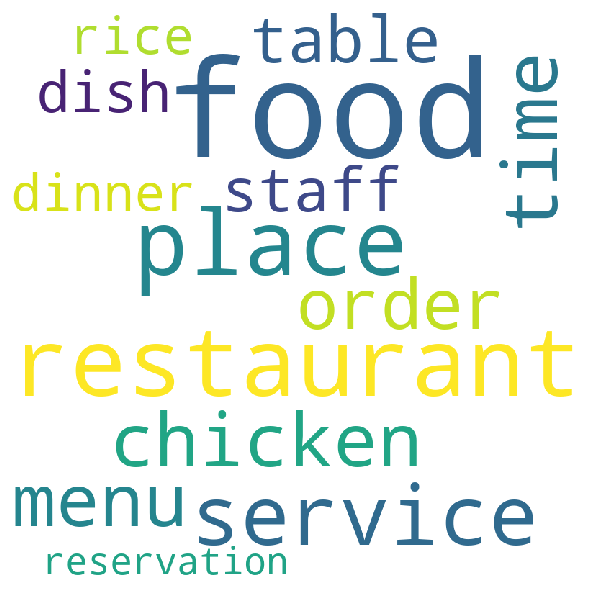 rice
table
dish
food
time
dinner
staff
place
order
restaurant
chicken
menu
service
reservation